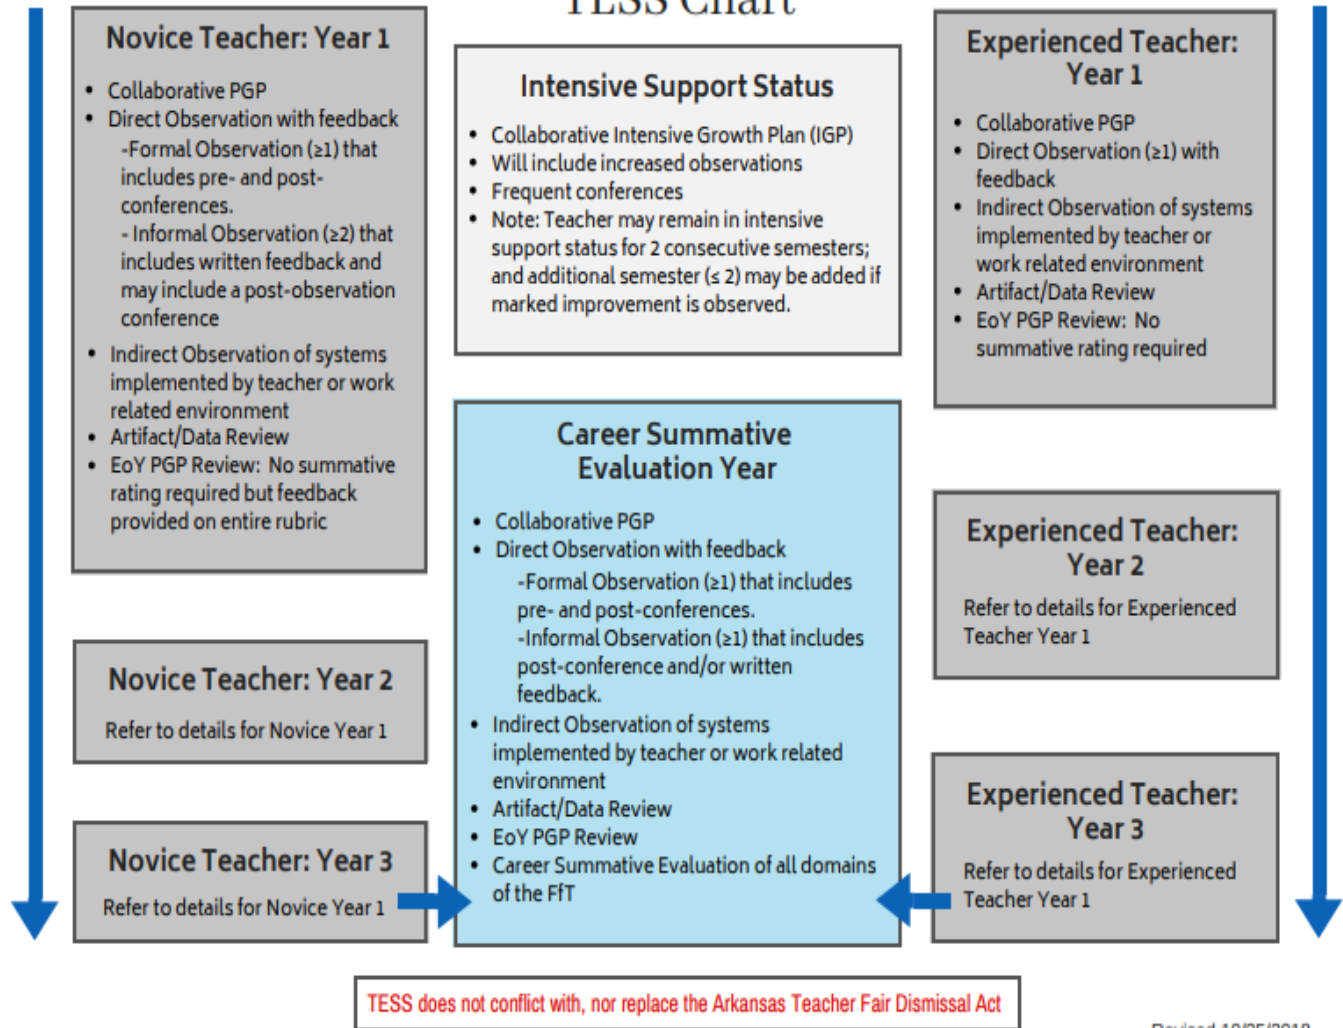 TESS Chart
Novice Teacher: Year 1
• Collaborative PGP
• Direct Observation with feedback
-Formal Observation (≥1) that
includes pre- and post-
conferences.
- Informal Observation (≥2) that
includes written feedback and
may include a post-observation
conference
• Indirect Observation of systems
implemented by teacher or work
related environment
• Artifact/Data Review
• EoY PGP Review: No summative
rating required but feedback
provided on entire rubric
Novice Teacher: Year 2
Refer to details for Novice Year 1
Novice Teacher: Year 3
Refer to details for Novice Year 1
Intensive Support Status
• Collaborative Intensive Growth Plan (IGP)
• Will include increased observations
• Frequent conferences
• Note: Teacher may remain in intensive
support status for 2 consecutive semesters;
and additional semester (≤ 2) may be added if
marked improvement is observed.
Career Summative
Evaluation Year
• Collaborative PGP
• Direct Observation with feedback
-Formal Observation (≥1) that includes
pre- and post-conferences.
-Informal Observation (≥1) that includes
post-conference and/or written
feedback.
• Indirect Observation of systems
implemented by teacher or work related
environment
• Artifact/Data Review
• EoY PGP Review
• Career Summative Evaluation of all domains
of the FfT
Experienced Teacher:
Year 1
• Collaborative PGP
• Direct Observation (≥1) with
feedback
• Indirect Observation of systems
implemented by teacher or
work related environment
• Artifact/Data Review
• EoY PGP Review: No
summative rating required
Experienced Teacher:
Year 2
Refer to details for Experienced
Teacher Year 1
Experienced Teacher:
Year 3
Refer to details for Experienced
Teacher Year 1
TESS does not conflict with, nor replace the Arkansas Teacher Fair Dismissal Act
Revised 10/25/2018